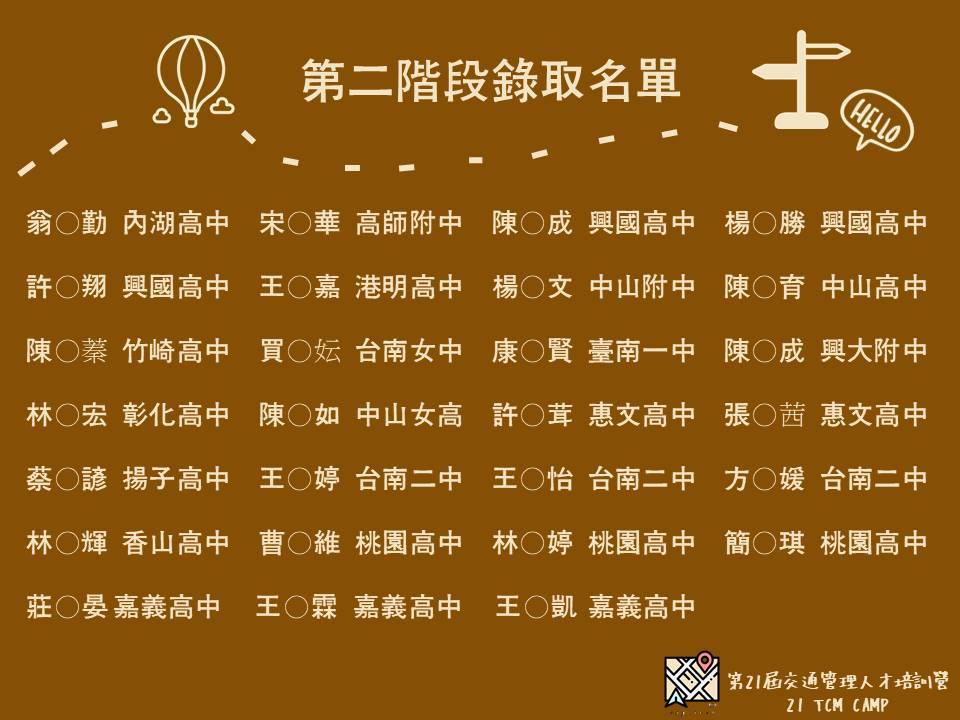 第二階段錄取名單
HELLO
翁○勤 內湖高中 宋○華 高師附中 陳○成 興國高中 楊○勝 興國高中
許○翔 興國高中 王○嘉 港明高中 楊○文 中山附中 陳○育 中山高中
陳○蓁 竹崎高中 買○妘 台南女中 康○賢 臺南一中 陳○成 興大附中
林○宏 彰化高中 陳○如 中山女高 許○茸 惠文高中 張○茜 惠文高中
蔡○諺 揚子高中 王○婷 台南二中 王○怡 台南二中 方○媛 台南二中
林○輝 香山高中 曹○維 桃園高中 林○婷 桃園高中 簡○琪 桃園高中
莊○晏 嘉義高中 王○霖 嘉義高中 王○凱 嘉義高中
第21屆交通管理人才培訓營
21 TCM CAMP